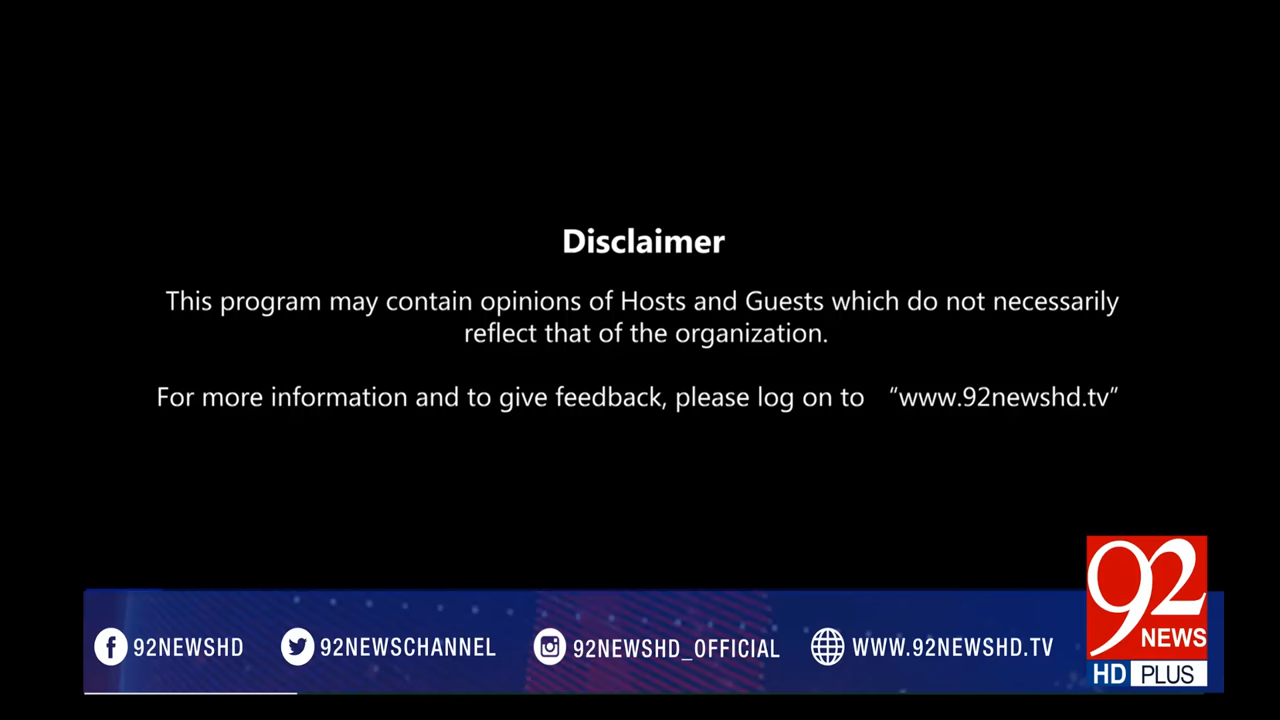 Disclaimer
This program may contain opinions of Hosts and Guests which do not necessarily
reflect that of the organization.
For more information and to give feedback, please log on to “www.92newshd.tv”
92NEWSHD
92NEWSCHANNEL
92NEWSHD_OFFICIAL
WWW.92NEWSHD.TV
92
NEWS
HD PLUS